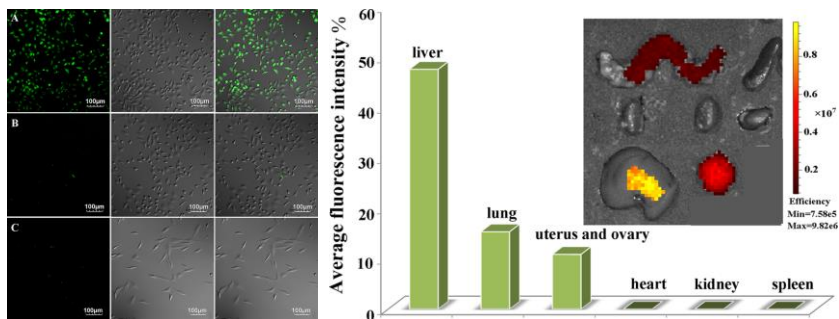 A
100μm
100μm
100μm
B
100μm
100μm
100μm
C
100μm
100μm
100μm
Average fluorescence intensity %
60
50
40
30
20
10
0
liver
lung
uterus and ovary
heart
kidney
spleen
0.8
0.6
×10⁷
0.4
0.2
Efficiency
Min=7.58e5
Max=9.82e6